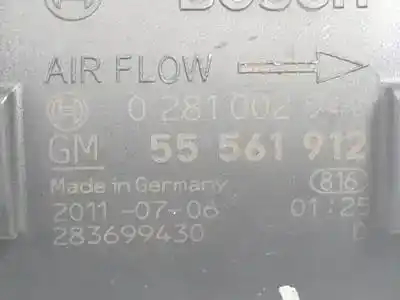 BOSCH
AIR FLOW
0 281 002
GM 55 561 912
Made in Germany 816
2011-07-06 01:25
283699430 D